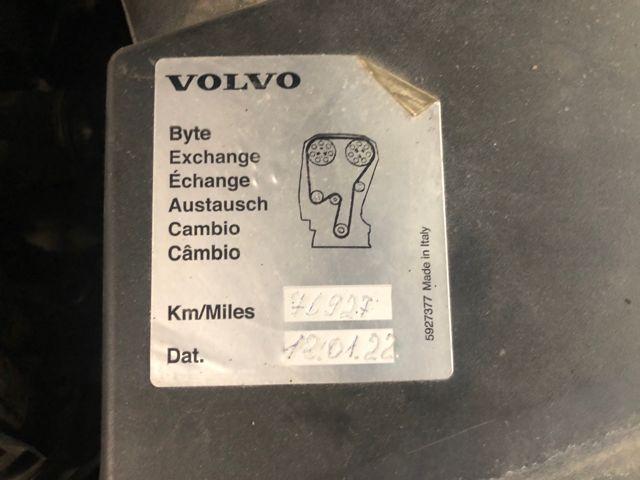 VOLVO
Byte
Exchange
Échange
Austausch
Cambio
Câmbio
Km/Miles 76927
Dat. 12.01.22
5927377 Made in Italy